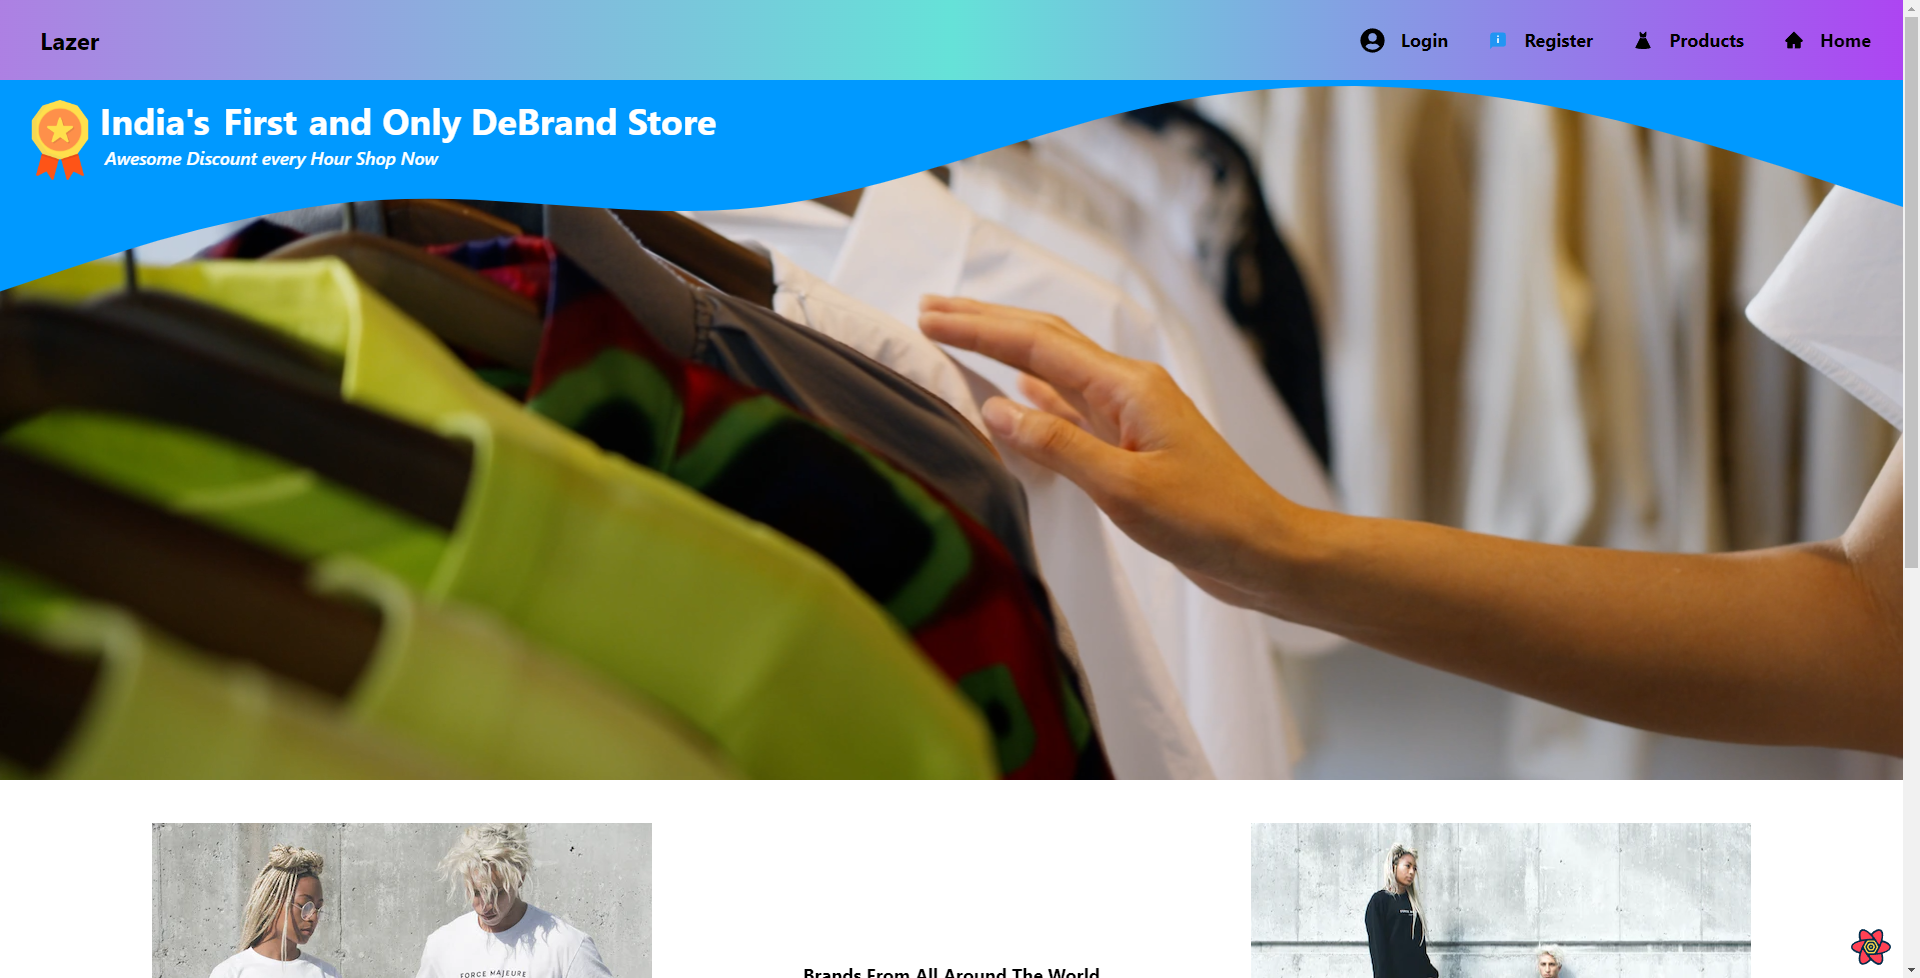 Lazer
Login
Register
Products
Home
India's First and Only DeBrand Store
Awesome Discount every Hour Shop Now
FORCE MAJEURE
Brands From All Around The World